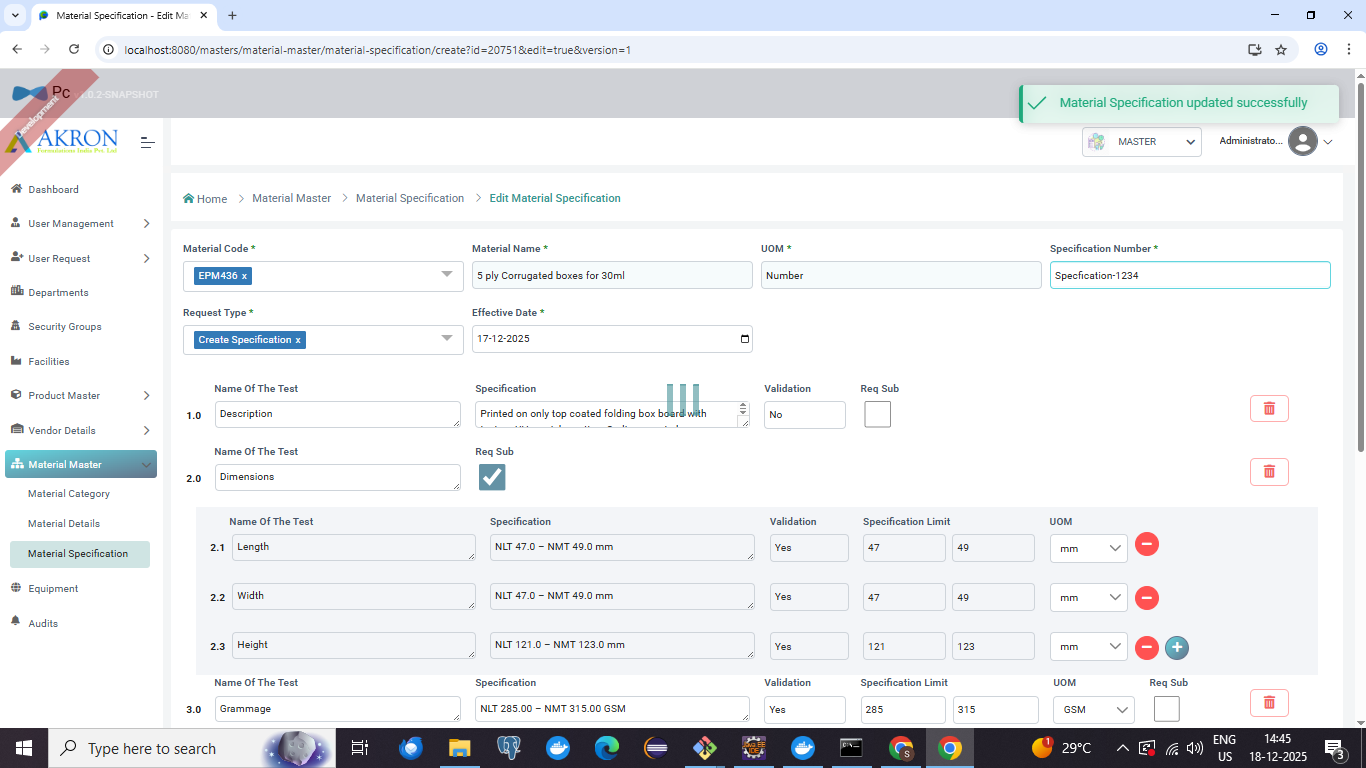 Material Specification - Edit Ma
localhost:8080/masters/material-master/material-specification/create?id=20751&edit=true&version=1
Pc
.0.2-SNAPSHOT
Development
Material Specification updated successfully
AKRON
Formulations India Pvt Ltd
MASTER
Administrato...
Dashboard
User Management
User Request
Departments
Security Groups
Facilities
Product Master
Vendor Details
Material Master
Material Category
Material Details
Material Specification
Equipment
Audits
Home > Material Master > Material Specification > Edit Material Specification
Material Code * Material Name * UOM * Specification Number *
EPM436 x 5 ply Corrugated boxes for 30ml Number Specfication-1234
Request Type * Effective Date *
Create Specification x 17-12-2025
Name Of The Test Specification Validation Req Sub
1.0 Description Printed on only top coated folding box board with No
Name Of The Test Req Sub
2.0 Dimensions
Name Of The Test Specification Validation Specification Limit UOM
2.1 Length NLT 47.0 – NMT 49.0 mm Yes 47 49 mm
2.2 Width NLT 47.0 – NMT 49.0 mm Yes 47 49 mm
2.3 Height NLT 121.0 – NMT 123.0 mm Yes 121 123 mm
Name Of The Test Specification Validation Specification Limit UOM Req Sub
3.0 Grammage NLT 285.00 – NMT 315.00 GSM Yes 285 315 GSM
Type here to search
1
29°C
ENG
US
14:45
18-12-2025
3